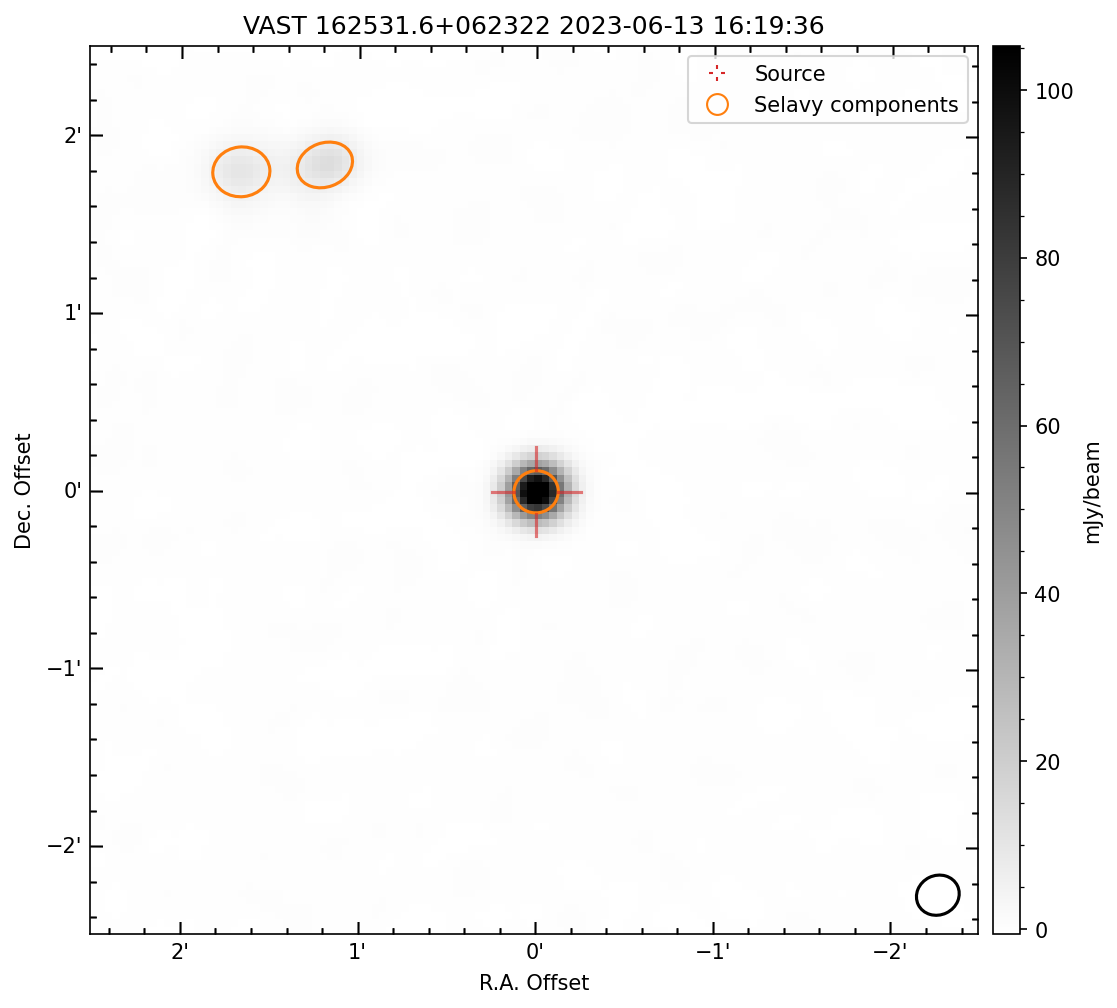 VAST 162531.6+062322 2023-06-13 16:19:36
Source
Selavy components
2'
1'
0'
−1'
−2'
Dec. Offset
2'
1'
0'
−1'
−2'
R.A. Offset
100
80
60
40
20
0
mJy/beam